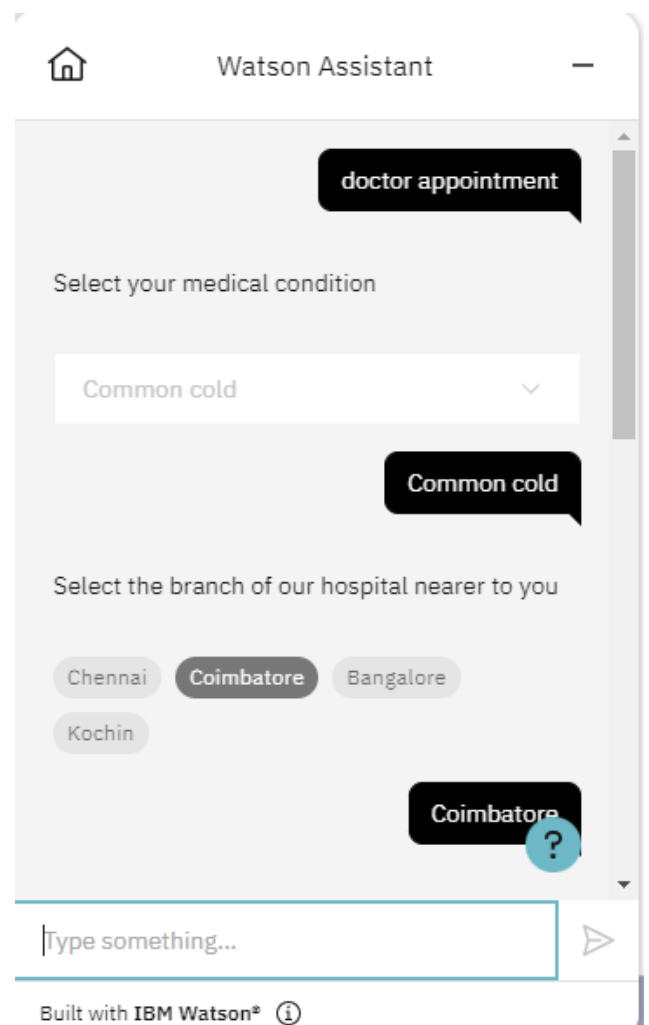 Watson Assistant
doctor appointment
Select your medical condition
Common cold
Common cold
Select the branch of our hospital nearer to you
Chennai Coimbatore Bangalore
Kochin
Coimbatore
?
Type something...
Built with IBM Watson®